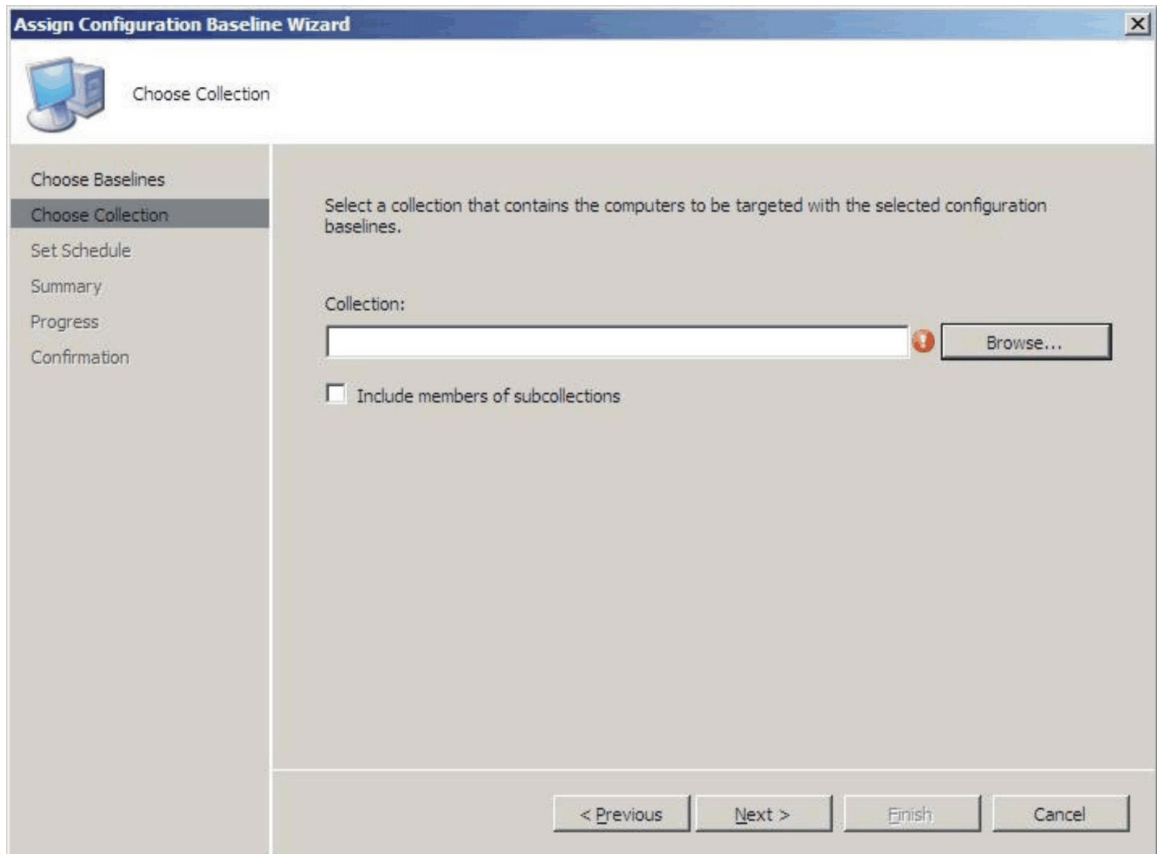 Assign Configuration Baseline Wizard
Choose Collection
Choose Baselines
Choose Collection
Set Schedule
Summary
Progress
Confirmation
Select a collection that contains the computers to be targeted with the selected configuration
baselines.
Collection:
Browse...
Include members of subcollections
< Previous
Next >
Finish
Cancel